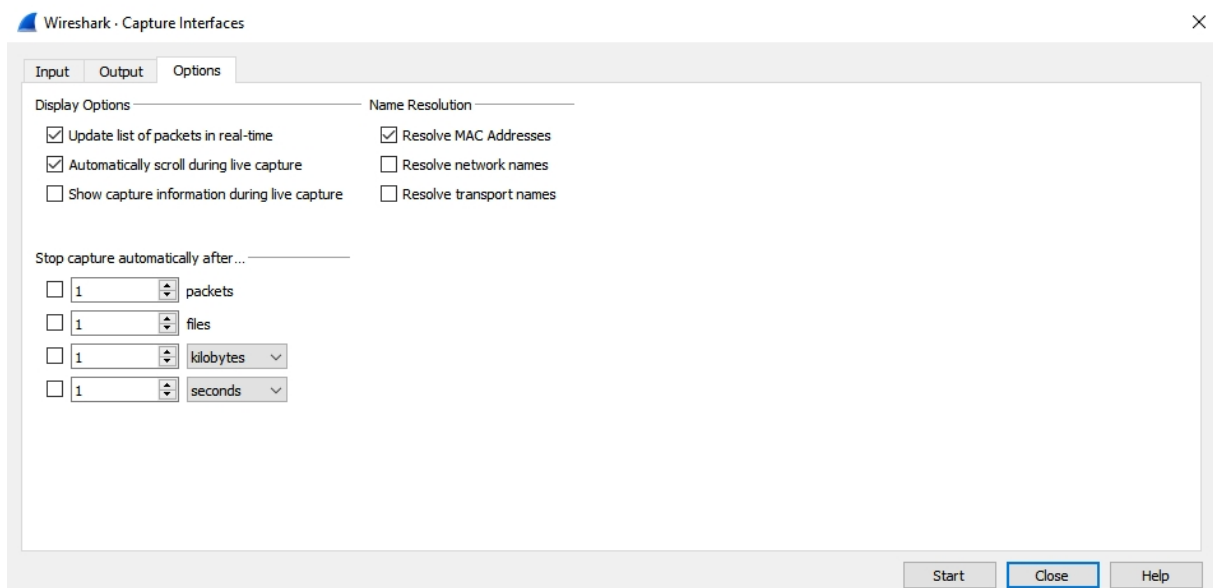 Wireshark · Capture Interfaces
Input Output Options
Display Options
Update list of packets in real-time
Automatically scroll during live capture
Show capture information during live capture
Name Resolution
Resolve MAC Addresses
Resolve network names
Resolve transport names
Stop capture automatically after...
1 packets
1 files
1 kilobytes
1 seconds
Start Close Help